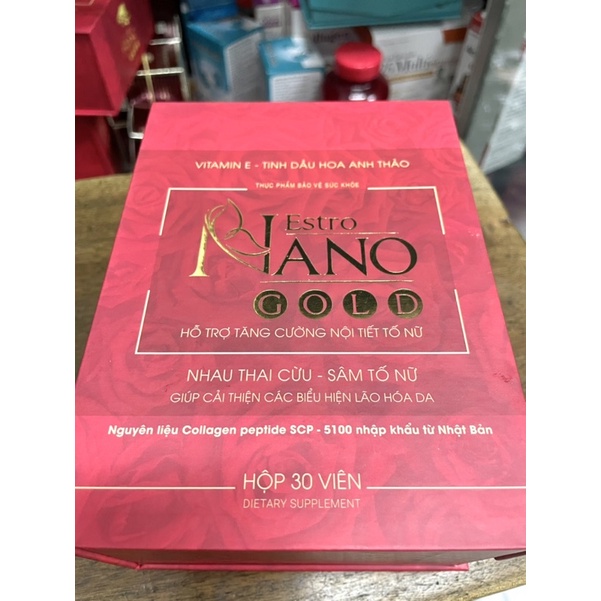 VITAMIN E - TINH DẦU HOA ANH THẢO
THỰC PHẨM BẢO VỆ SỨC KHỎE
Estro
NANO
GOLD
HỖ TRỢ TĂNG CƯỜNG NỘI TIẾT TỐ NỮ
NHAU THAI CỪU - SÂM TỐ NỮ
GIÚP CẢI THIỆN CÁC BIỂU HIỆN LÃO HÓA DA
Nguyên liệu Collagen peptide SCP - 5100 nhập khẩu từ Nhật Bản
HỘP 30 VIÊN
DIETARY SUPPLEMENT